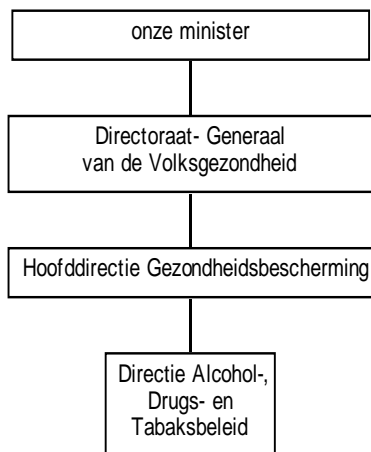 onze minister
Directoraat- Generaal
van de Volksgezondheid
Hoofddirectie Gezondheidsbescherming
Directie Alcohol-,
Drugs- en
Tabaksbeleid